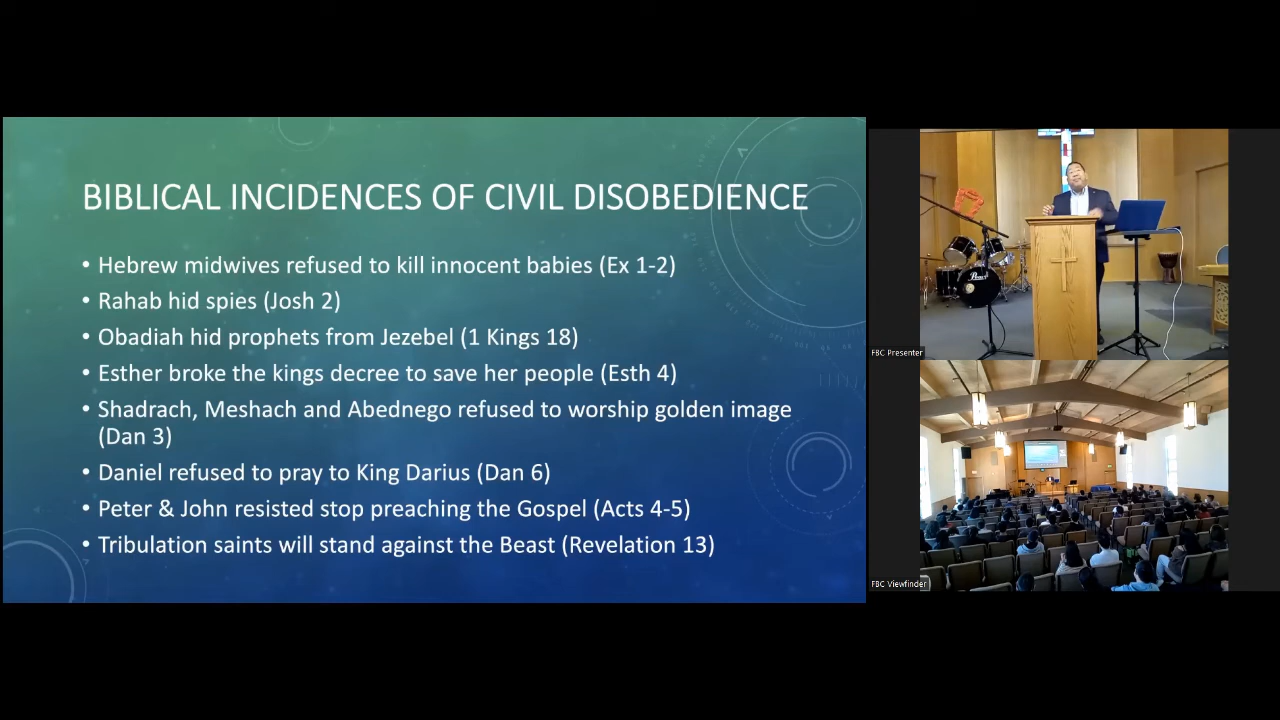 BIBLICAL INCIDENCES OF CIVIL DISOBEDIENCE
• Hebrew midwives refused to kill innocent babies (Ex 1-2)
• Rahab hid spies (Josh 2)
• Obadiah hid prophets from Jezebel (1 Kings 18)
• Esther broke the kings decree to save her people (Esth 4)
• Shadrach, Meshach and Abednego refused to worship golden image
(Dan 3)
• Daniel refused to pray to King Darius (Dan 6)
• Peter & John resisted stop preaching the Gospel (Acts 4-5)
• Tribulation saints will stand against the Beast (Revelation 13)
Pearl
FBC Presenter
FBC Viewfinder